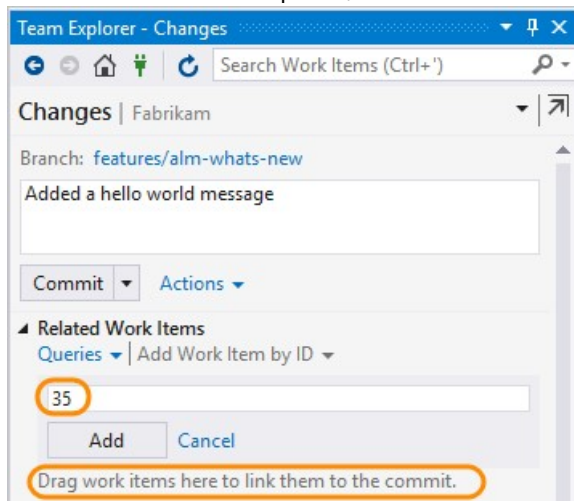 Team Explorer - Changes
Search Work Items (Ctrl+')
Changes | Fabrikam
Branch: features/alm-whats-new
Added a hello world message
Commit Actions
Related Work Items
Queries | Add Work Item by ID
35
Add Cancel
Drag work items here to link them to the commit.